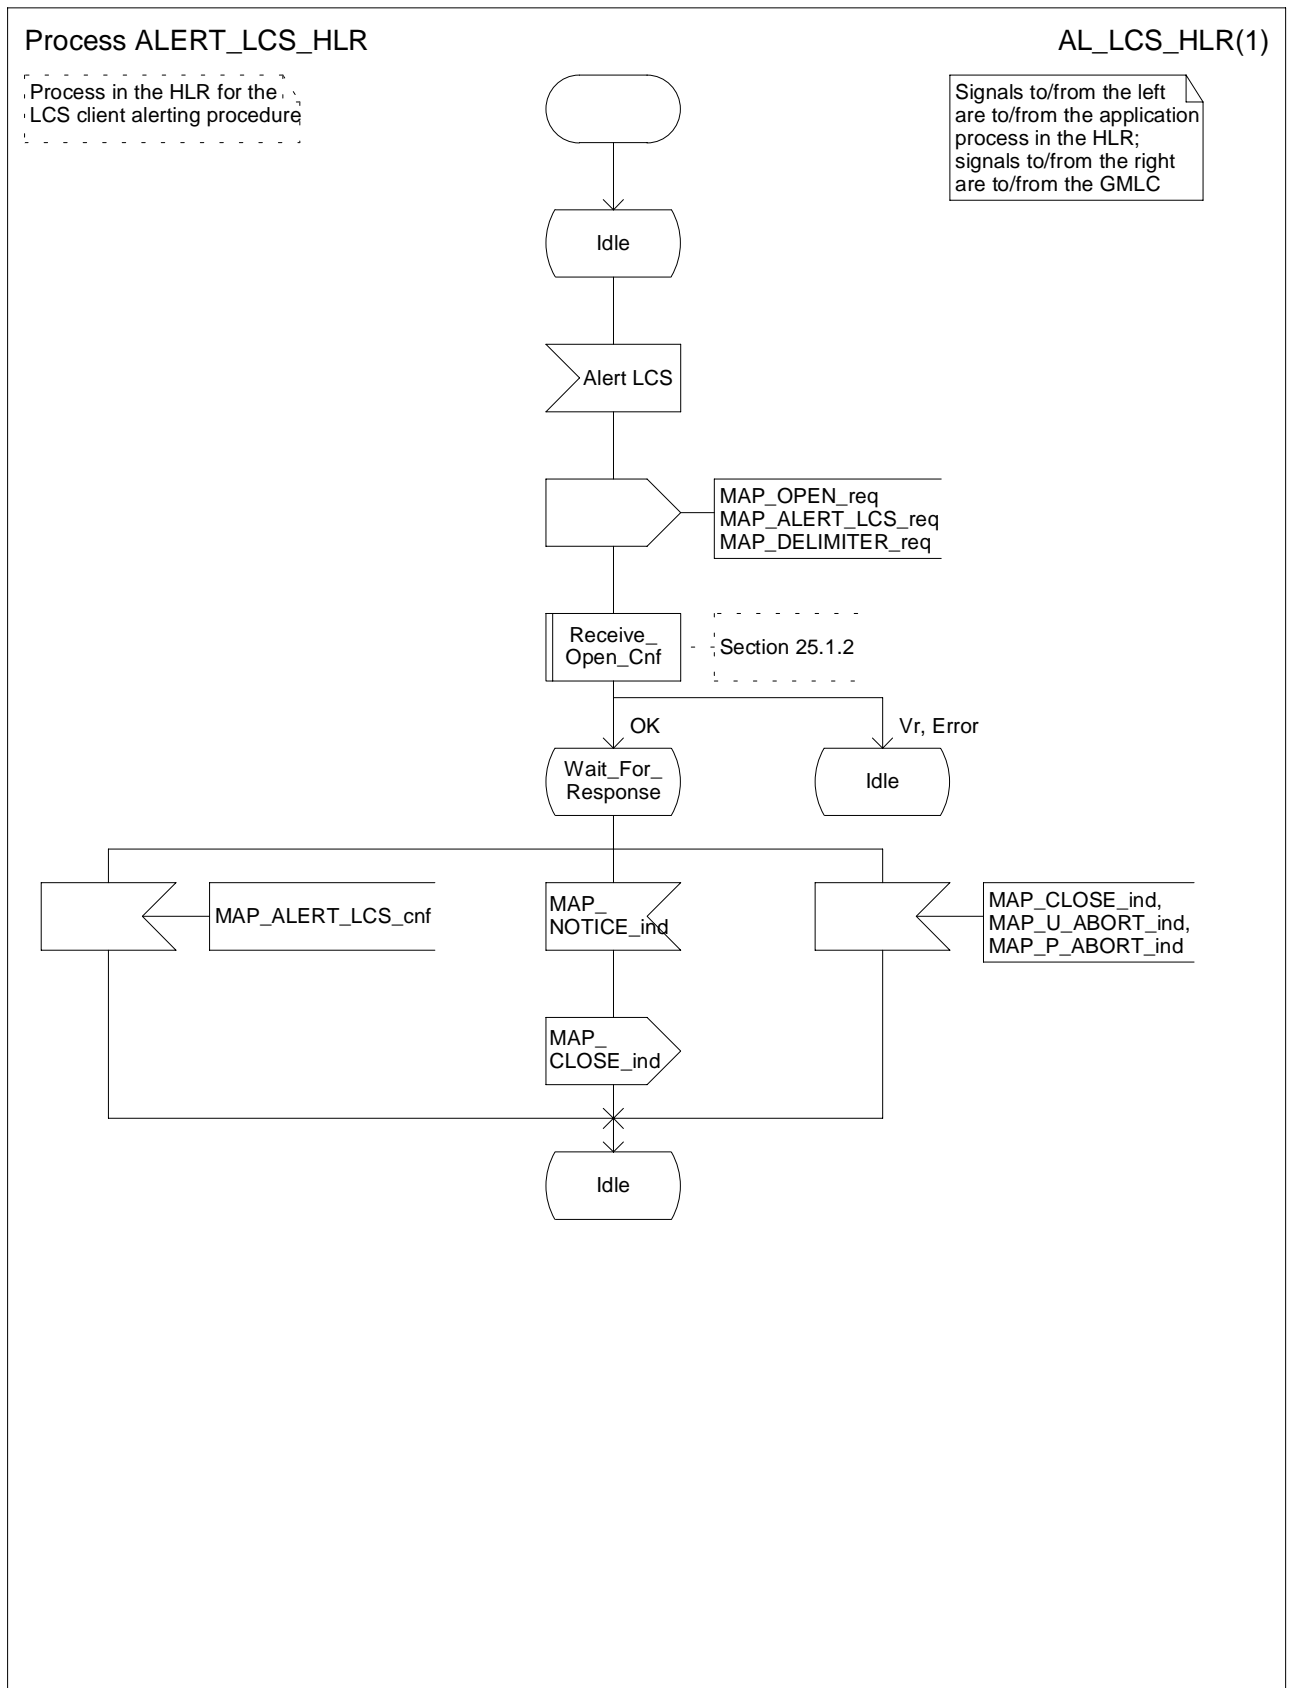 Process ALERT_LCS_HLR
AL_LCS_HLR(1)
Process in the HLR for the
LCS client alerting procedure
Signals to/from the left
are to/from the application
process in the HLR;
signals to/from the right
are to/from the GMLC
Idle
Alert LCS
MAP_OPEN_req
MAP_ALERT_LCS_req
MAP_DELIMITER_req
Receive_
Open_Cnf
Section 25.1.2
OK
Vr, Error
Wait_For_
Response
Idle
MAP_ALERT_LCS_cnf
MAP_
NOTICE_ind
MAP_CLOSE_ind,
MAP_U_ABORT_ind,
MAP_P_ABORT_ind
MAP_
CLOSE_ind
Idle